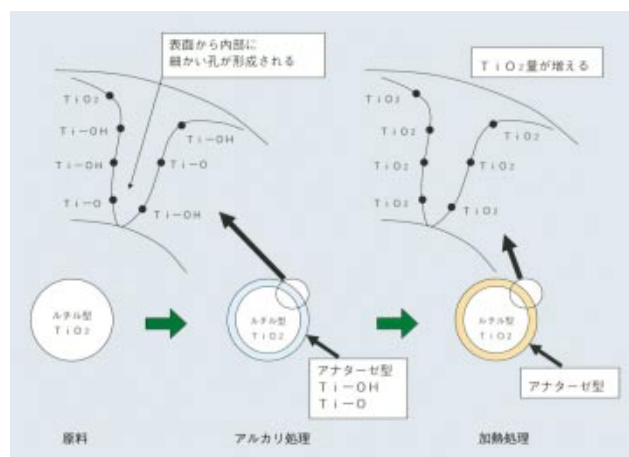 表面から内部に
細かい孔が形成される
TiO2
Ti－OH
Ti－OH
Ti－O
Ti－OH
Ti－O
Ti－OH
TiO2量が増える
TiO2
TiO2
TiO2
TiO2
TiO2
TiO2
TiO2
ルチル型
TiO2
ルチル型
TiO2
ルチル型
TiO2
アナターゼ型
Ti－OH
Ti－O
アナターゼ型
原料
アルカリ処理
加熱処理